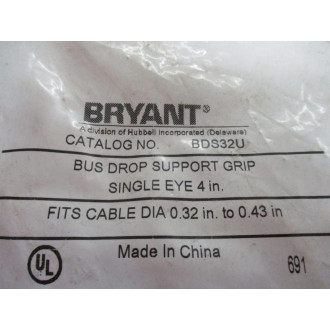 BRYANT®
A division of Hubbell Incorporated (Delaware)
CATALOG NO. BDS32U
BUS DROP SUPPORT GRIP
SINGLE EYE 4 in.
FITS CABLE DIA 0.32 in. to 0.43 in
UL Made In China 691